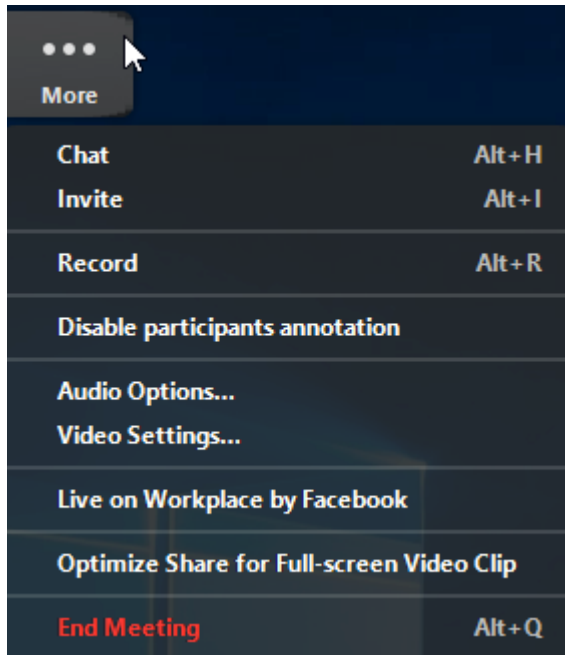 More
Chat Alt+H
Invite Alt+I
Record Alt+R
Disable participants annotation
Audio Options...
Video Settings...
Live on Workplace by Facebook
Optimize Share for Full-screen Video Clip
End Meeting Alt+Q